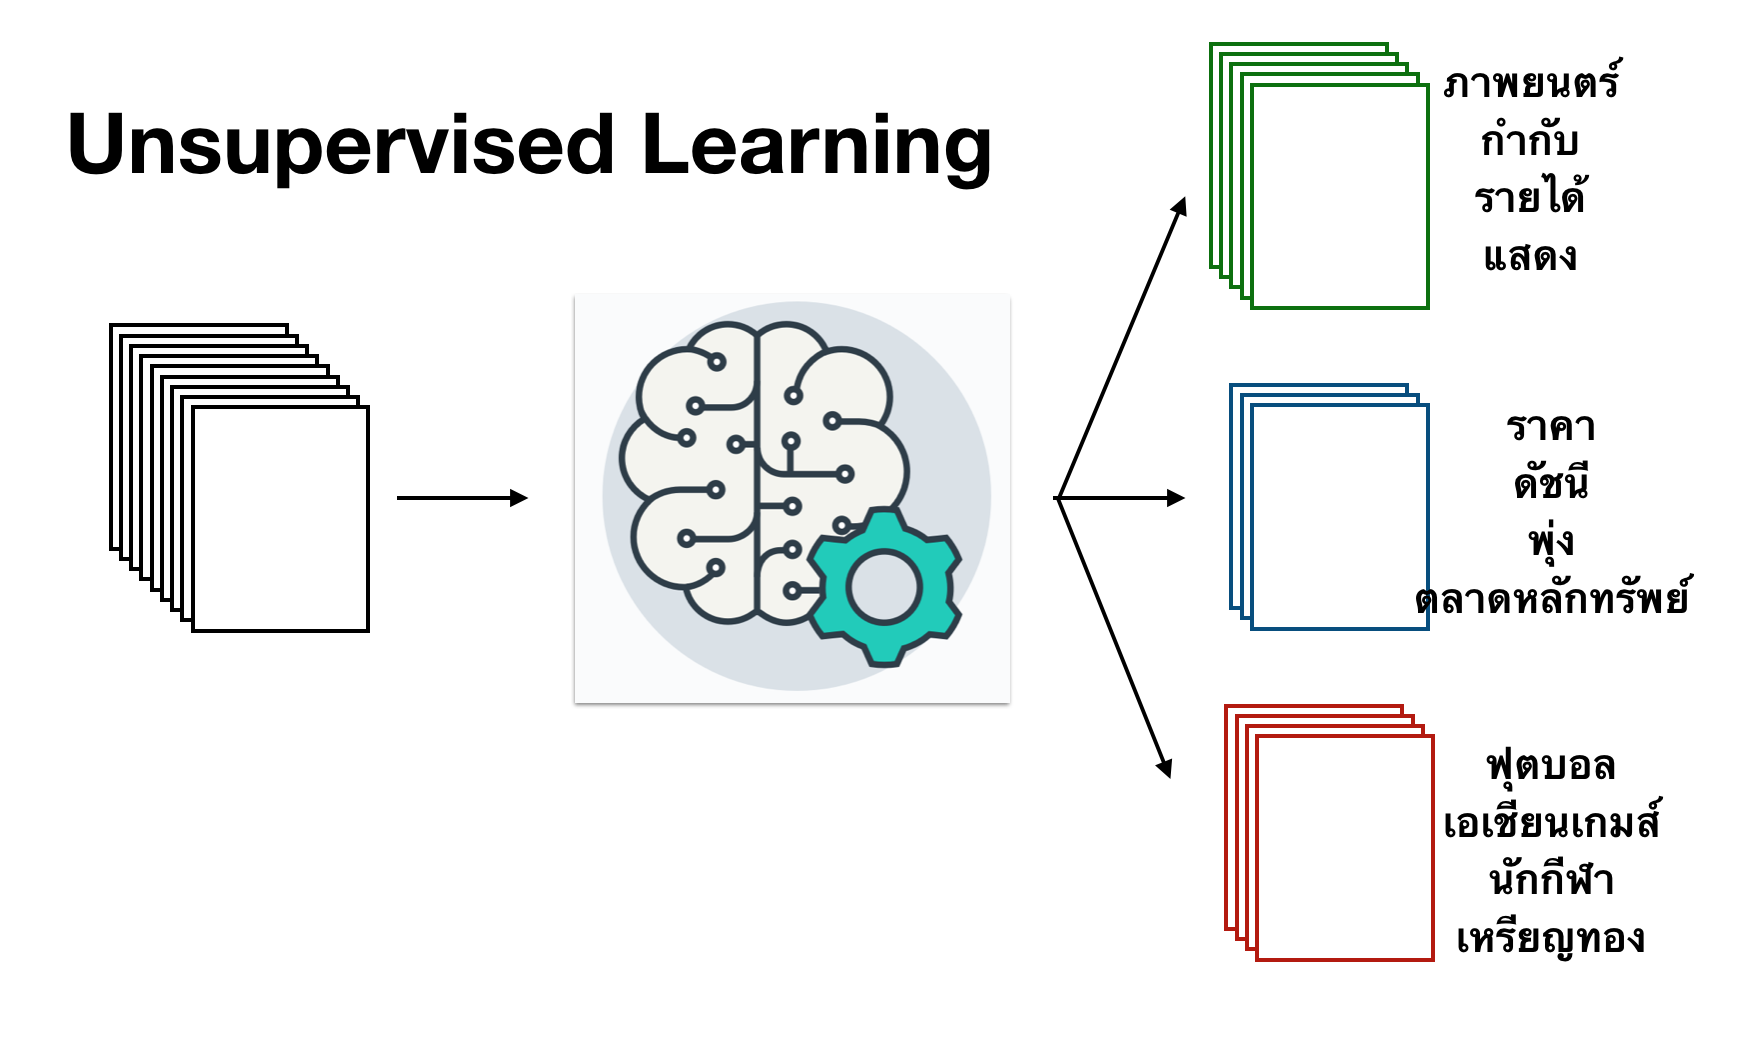 Unsupervised Learning
ภาพยนตร์
กำกับ
รายได้
แสดง
ราคา
ดัชนี
พุ่ง
ตลาดหลักทรัพย์
ฟุตบอล
เอเชียนเกมส์
นักกีฬา
เหรียญทอง